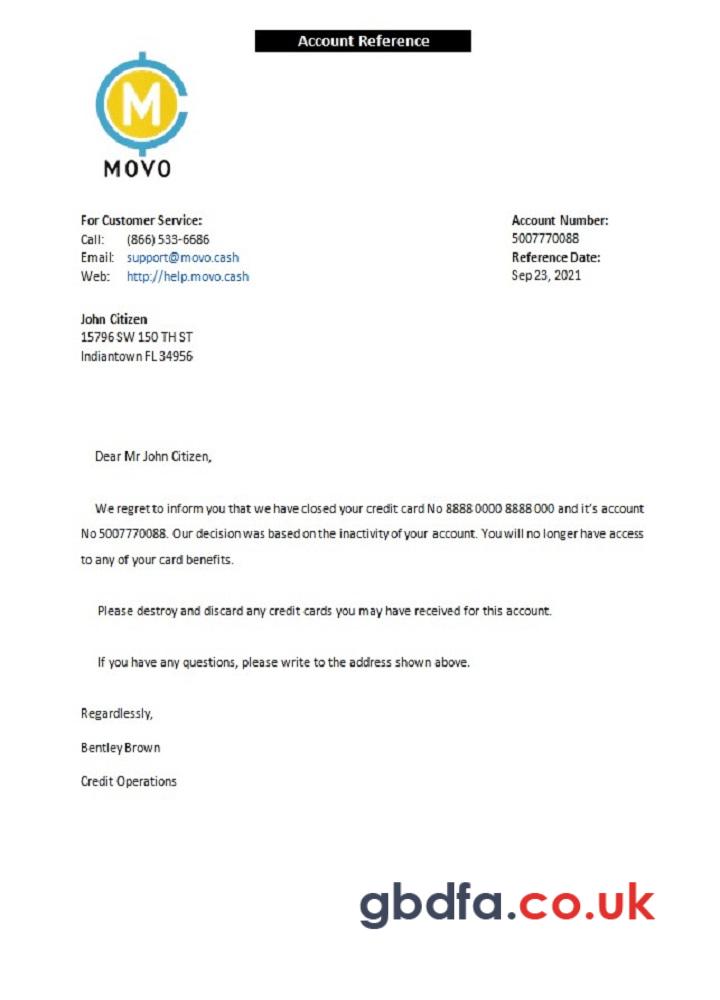 Account Reference
M
MOVO
For Customer Service:
Call: (866) 533-6686
Email: support@movo.cash
Web: http://help.movo.cash
Account Number:
5007770088
Reference Date:
Sep 23, 2021
John Citizen
15796 SW 150 TH ST
Indiantown FL 34956
Dear Mr John Citizen,
We regret to inform you that we have closed your credit card No 8888 0000 8888 000 and it's account
No 5007770088. Our decision was based on the inactivity of your account. You will no longer have access
to any of your card benefits.
Please destroy and discard any credit cards you may have received for this account.
If you have any questions, please write to the address shown above.
Regardlessly,
Bentley Brown
Credit Operations
gbdfa.co.uk